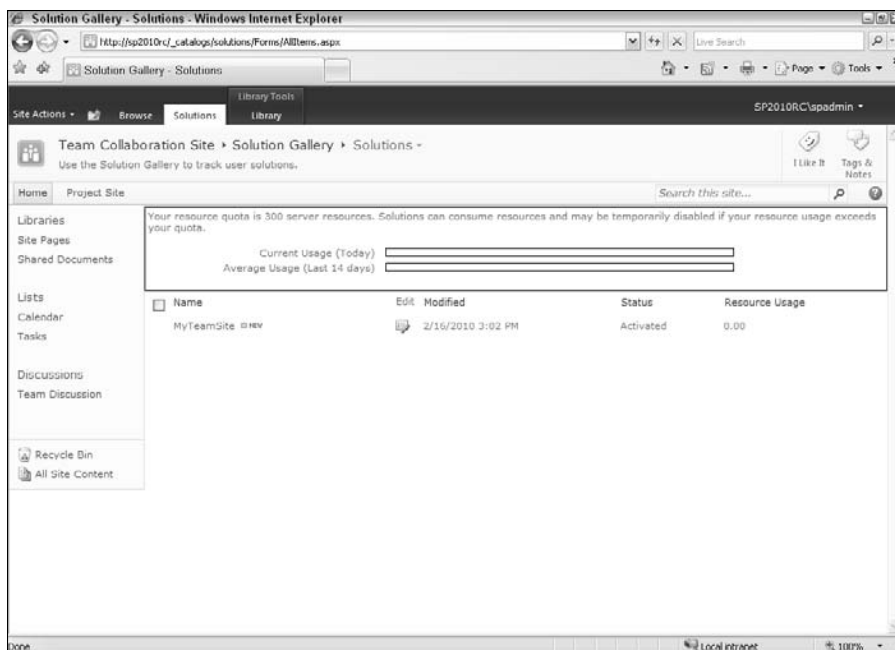 Solution Gallery - Solutions - Windows Internet Explorer
http://sp2010rc/_catalogs/solutions/Forms/AllItems.aspx
Live Search
Solution Gallery - Solutions
Page
Tools
Library Tools
Site Actions
Browse
Solutions
Library
SP2010RC\spadmin
Team Collaboration Site
Solution Gallery
Solutions
Use the Solution Gallery to track user solutions.
I Like It
Tags &
Notes
Home
Project Site
Search this site...
Libraries
Site Pages
Shared Documents
Lists
Calendar
Tasks
Discussions
Team Discussion
Recycle Bin
All Site Content
Your resource quota is 300 server resources. Solutions can consume resources and may be temporarily disabled if your resource usage exceeds
your quota.
Current Usage (Today)
Average Usage (Last 14 days)
Name
Edit
Modified
Status
Resource Usage
MyTeamSite NEW
2/16/2010 3:02 PM
Activated
0.00
Done
Local intranet
100%